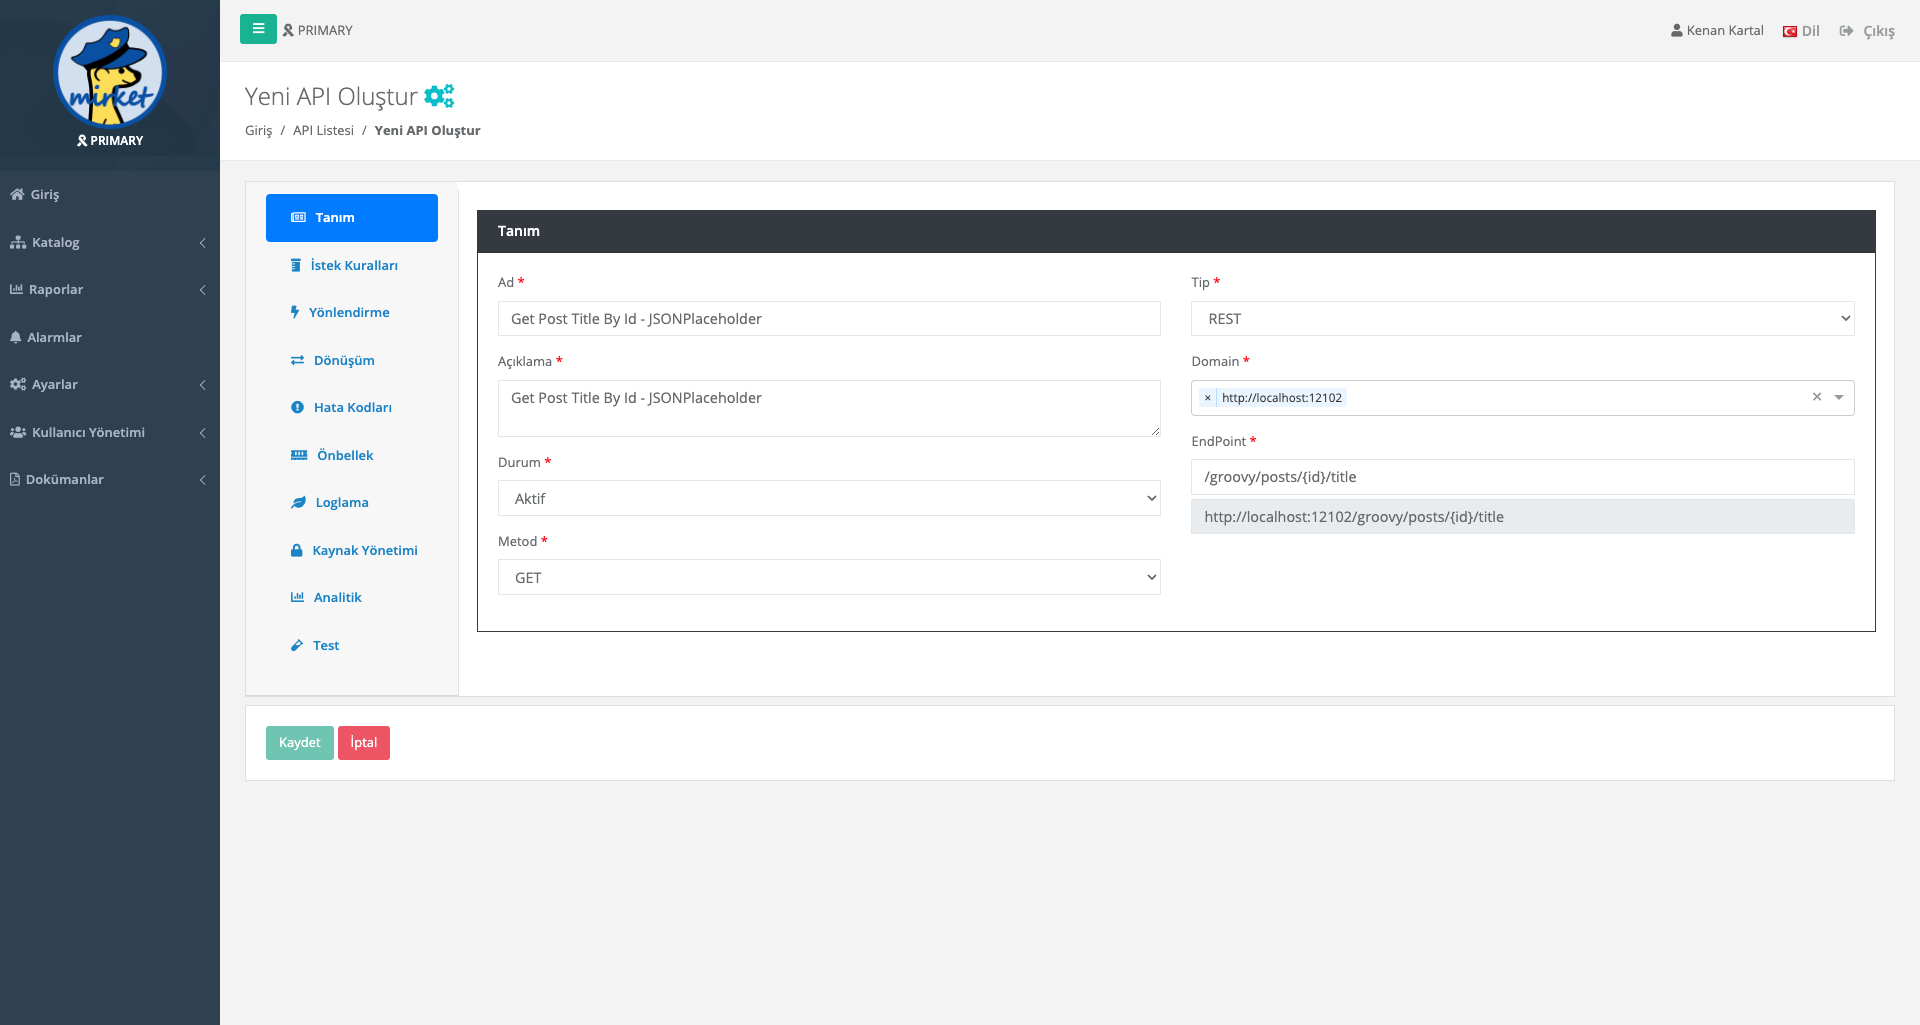 mirket
PRIMARY
Giriş
Katalog
Raporlar
Alarmlar
Ayarlar
Kullanıcı Yönetimi
Dokümanlar
PRIMARY
Kenan Kartal
Dil
Çıkış
Yeni API Oluştur
Giriş / API Listesi / Yeni API Oluştur
Tanım
İstek Kuralları
Yönlendirme
Dönüşüm
Hata Kodları
Önbellek
Loglama
Kaynak Yönetimi
Analitik
Test
Tanım
Ad *
Get Post Title By Id - JSONPlaceholder
Açıklama *
Get Post Title By Id - JSONPlaceholder
Durum *
Aktif
Metod *
GET
Tip *
REST
Domain *
× http://localhost:12102 ×
EndPoint *
/groovy/posts/{id}/title
http://localhost:12102/groovy/posts/{id}/title
Kaydet
İptal